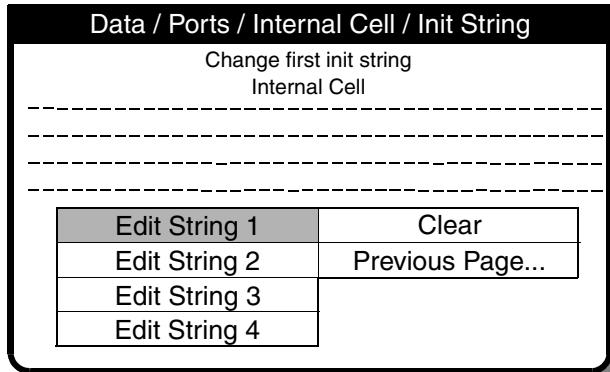 Data / Ports / Internal Cell / Init String
Change first init string
Internal Cell
Edit String 1 Clear
Edit String 2 Previous Page...
Edit String 3
Edit String 4